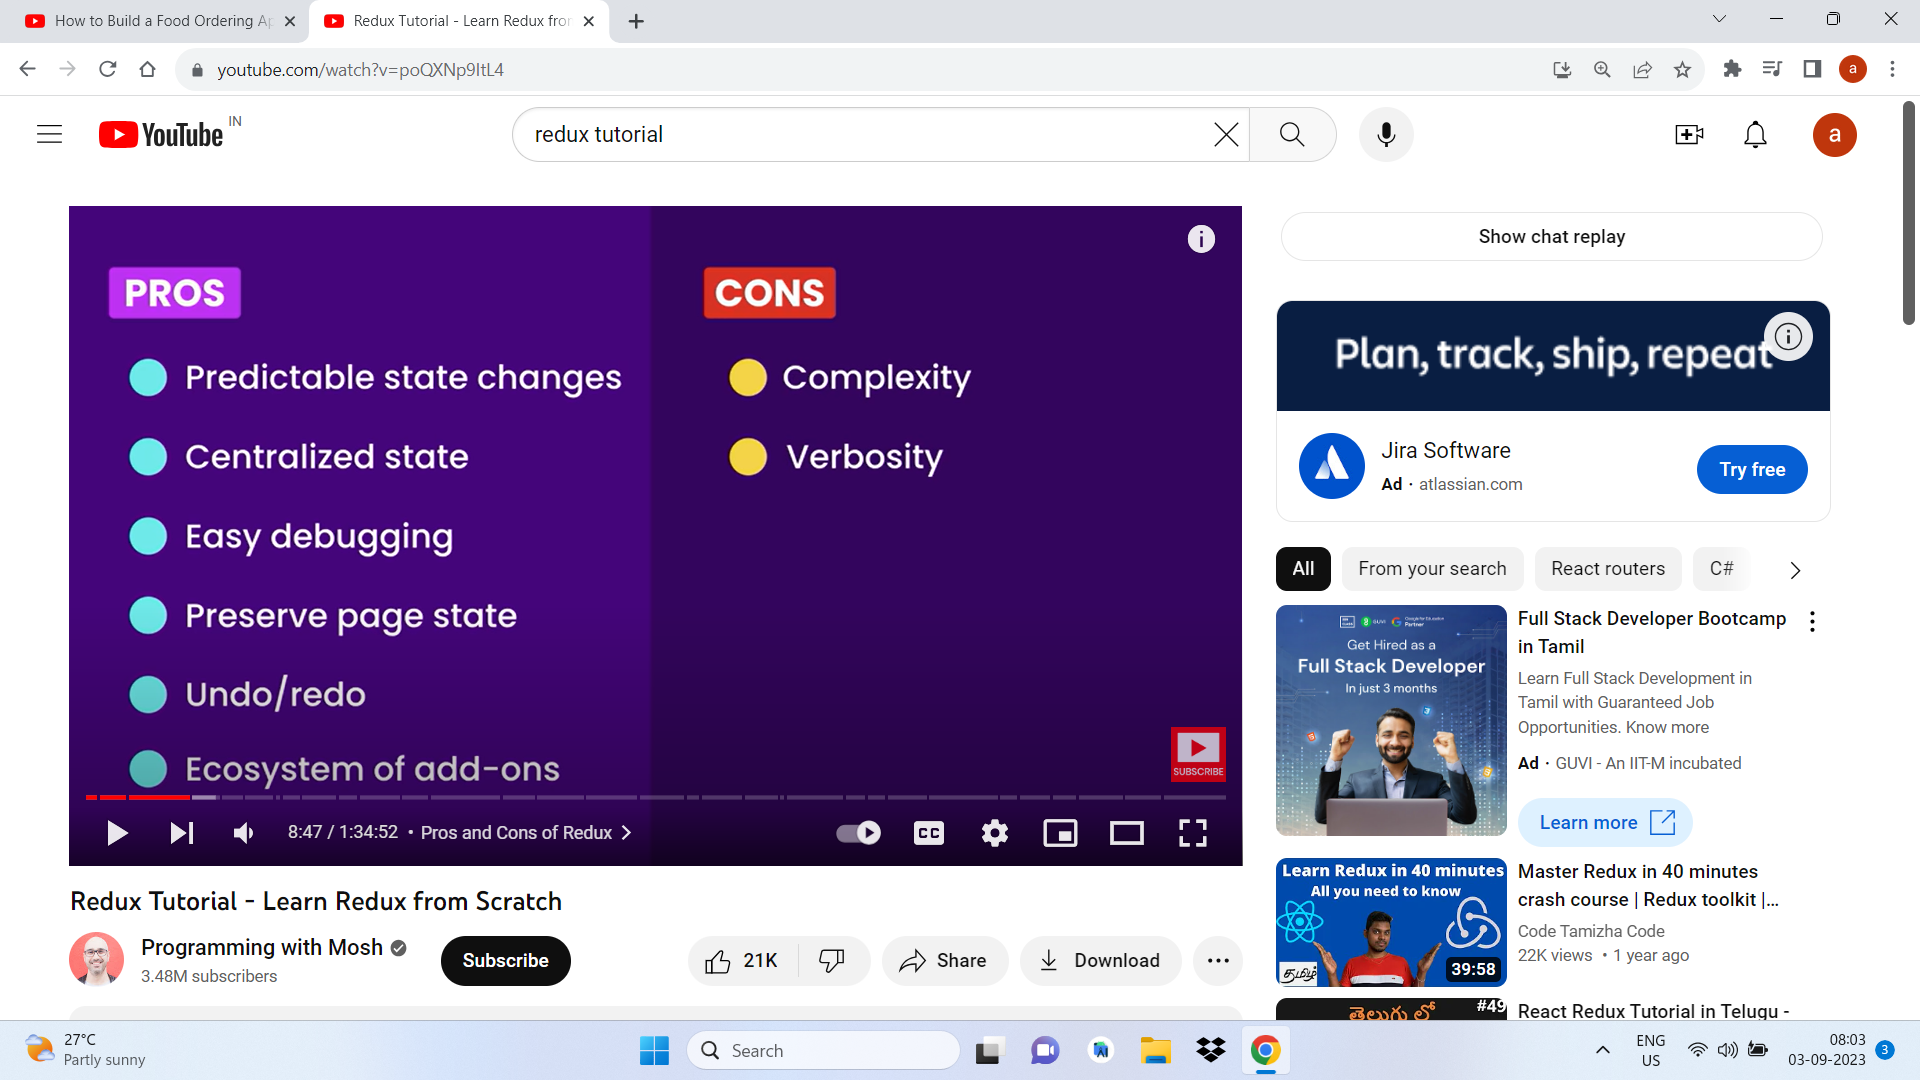 How to Build a Food Ordering Ap
Redux Tutorial - Learn Redux fror
youtube.com/watch?v=poQXNp9ItL4
a
YouTube IN
redux tutorial
a
PROS
Predictable state changes
Centralized state
Easy debugging
Preserve page state
Undo/redo
Ecosystem of add-ons
CONS
Complexity
Verbosity
SUBSCRIBE
8:47 / 1:34:52 • Pros and Cons of Redux
CC
Redux Tutorial - Learn Redux from Scratch
Programming with Mosh
3.48M subscribers
Subscribe
21K
Share
Download
Show chat replay
Plan, track, ship, repeat
Jira Software
Ad · atlassian.com
Try free
All
From your search
React routers
C#
GUVI
Get Hired as a
Full Stack Developer
In just 3 months
Full Stack Developer Bootcamp
in Tamil
Learn Full Stack Development in
Tamil with Guaranteed Job
Opportunities. Know more
Ad · GUVI - An IIT-M incubated
Learn more
Learn Redux in 40 minutes
All you need to know
தமிழ்
39:58
Master Redux in 40 minutes
crash course | Redux toolkit |...
Code Tamizha Code
22K views • 1 year ago
తెలుగు లో
#49
React Redux Tutorial in Telugu -
27°C
Partly sunny
Search
ENG
US
08:03
03-09-2023
3